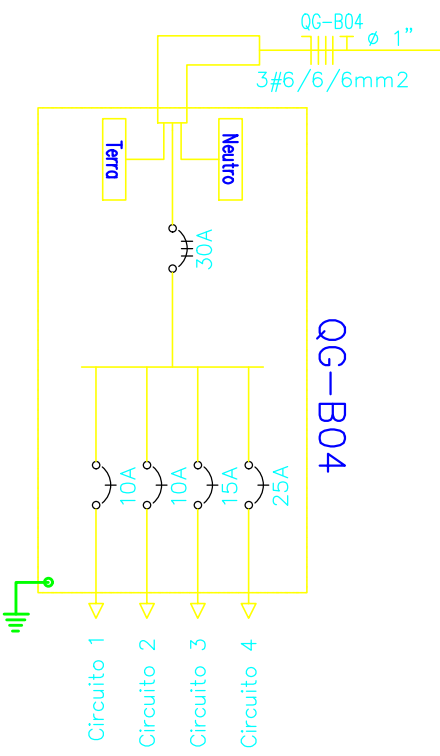 QG-B04
ø 1"
3#6/6/6mm2
Terra
Neutro
30A
QG-B04
10A
10A
15A
25A
Circuito 1
Circuito 2
Circuito 3
Circuito 4